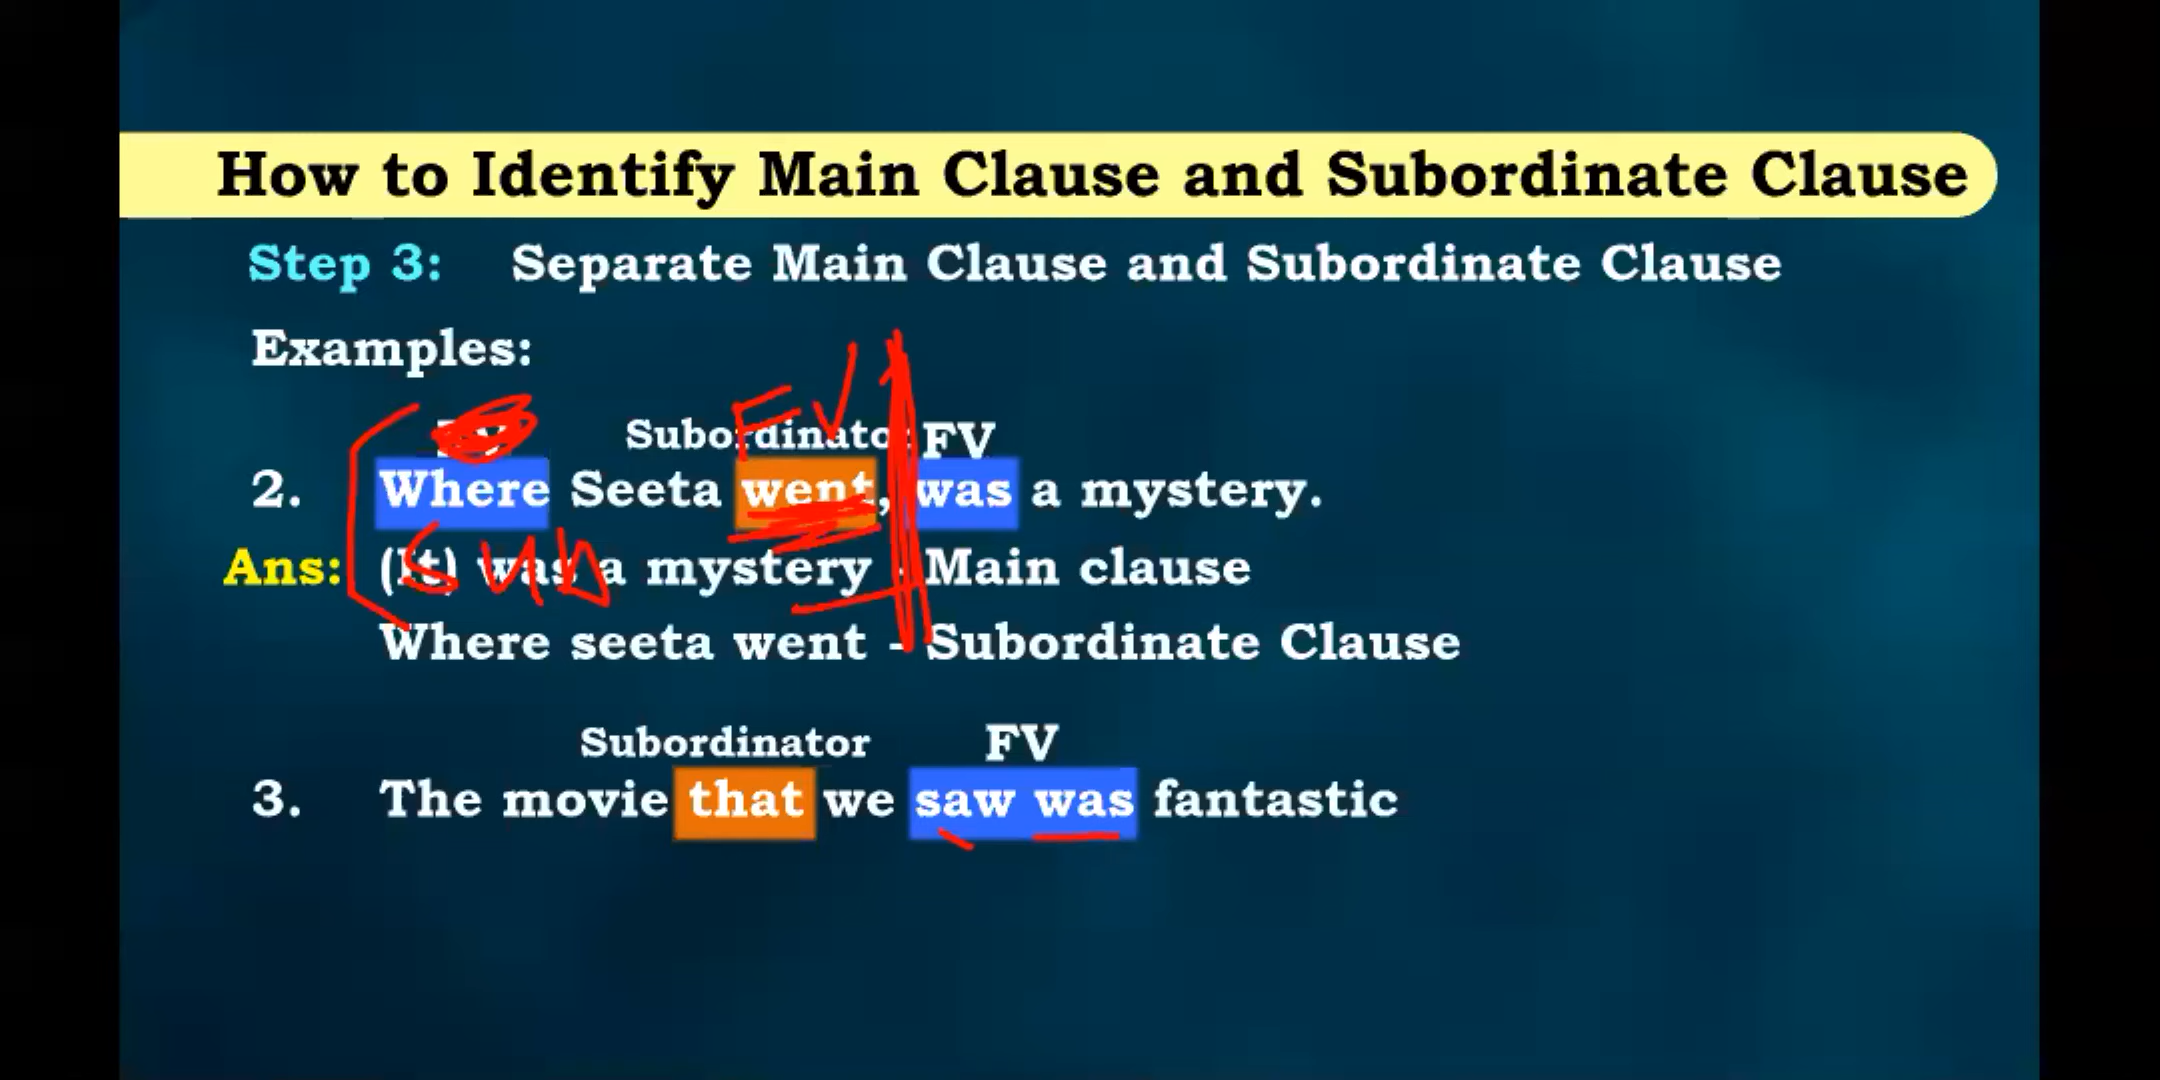 How to Identify Main Clause and Subordinate Clause
Step 3: Separate Main Clause and Subordinate Clause
Examples:
FV
Subordinator FV
2. Where Seeta went, was a mystery.
Sub
Ans: (It) was a mystery - Main clause
Where seeta went - Subordinate Clause
Subordinator FV
3. The movie that we saw was fantastic